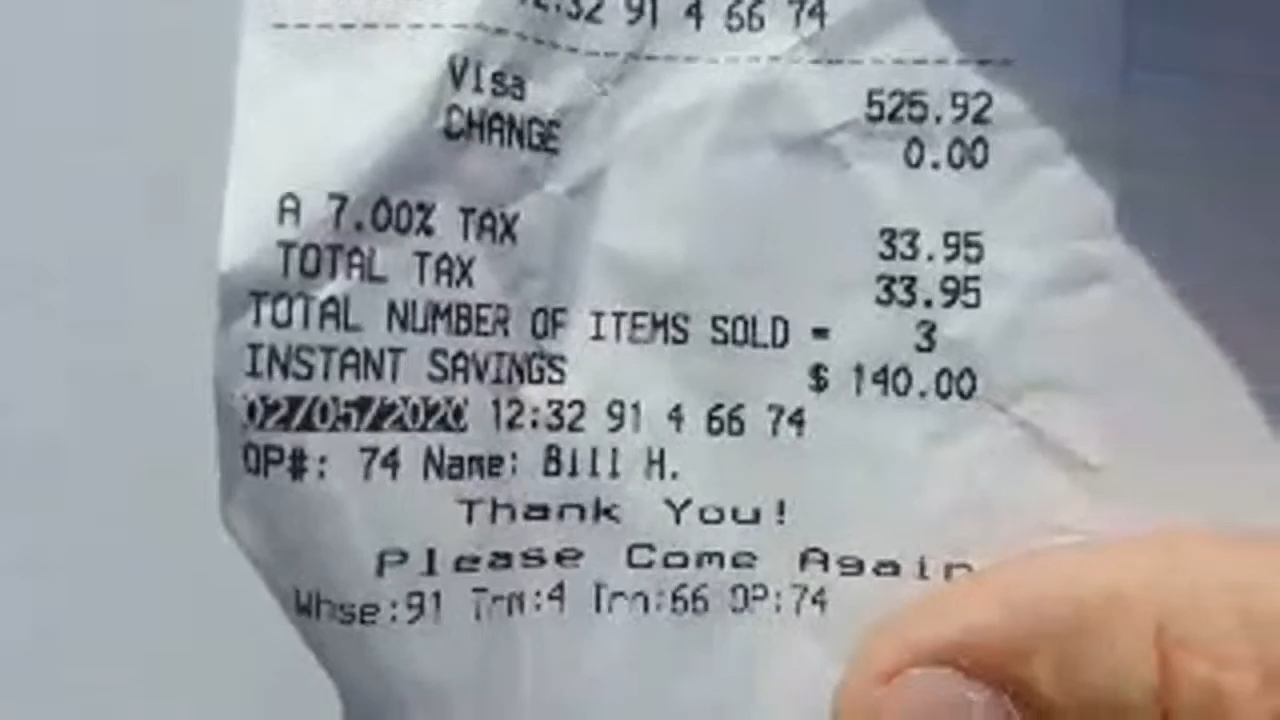 12:32 91 4 66 74
Visa 525.92
CHANGE 0.00
A 7.00% TAX 33.95
TOTAL TAX 33.95
TOTAL NUMBER OF ITEMS SOLD = 3
INSTANT SAVINGS $ 140.00
02/05/2020 12:32 91 4 66 74
OP#: 74 Name: Bill H.
Thank You!
Please Come Again
Whse:91 Trm:4 Trn:66 OP:74